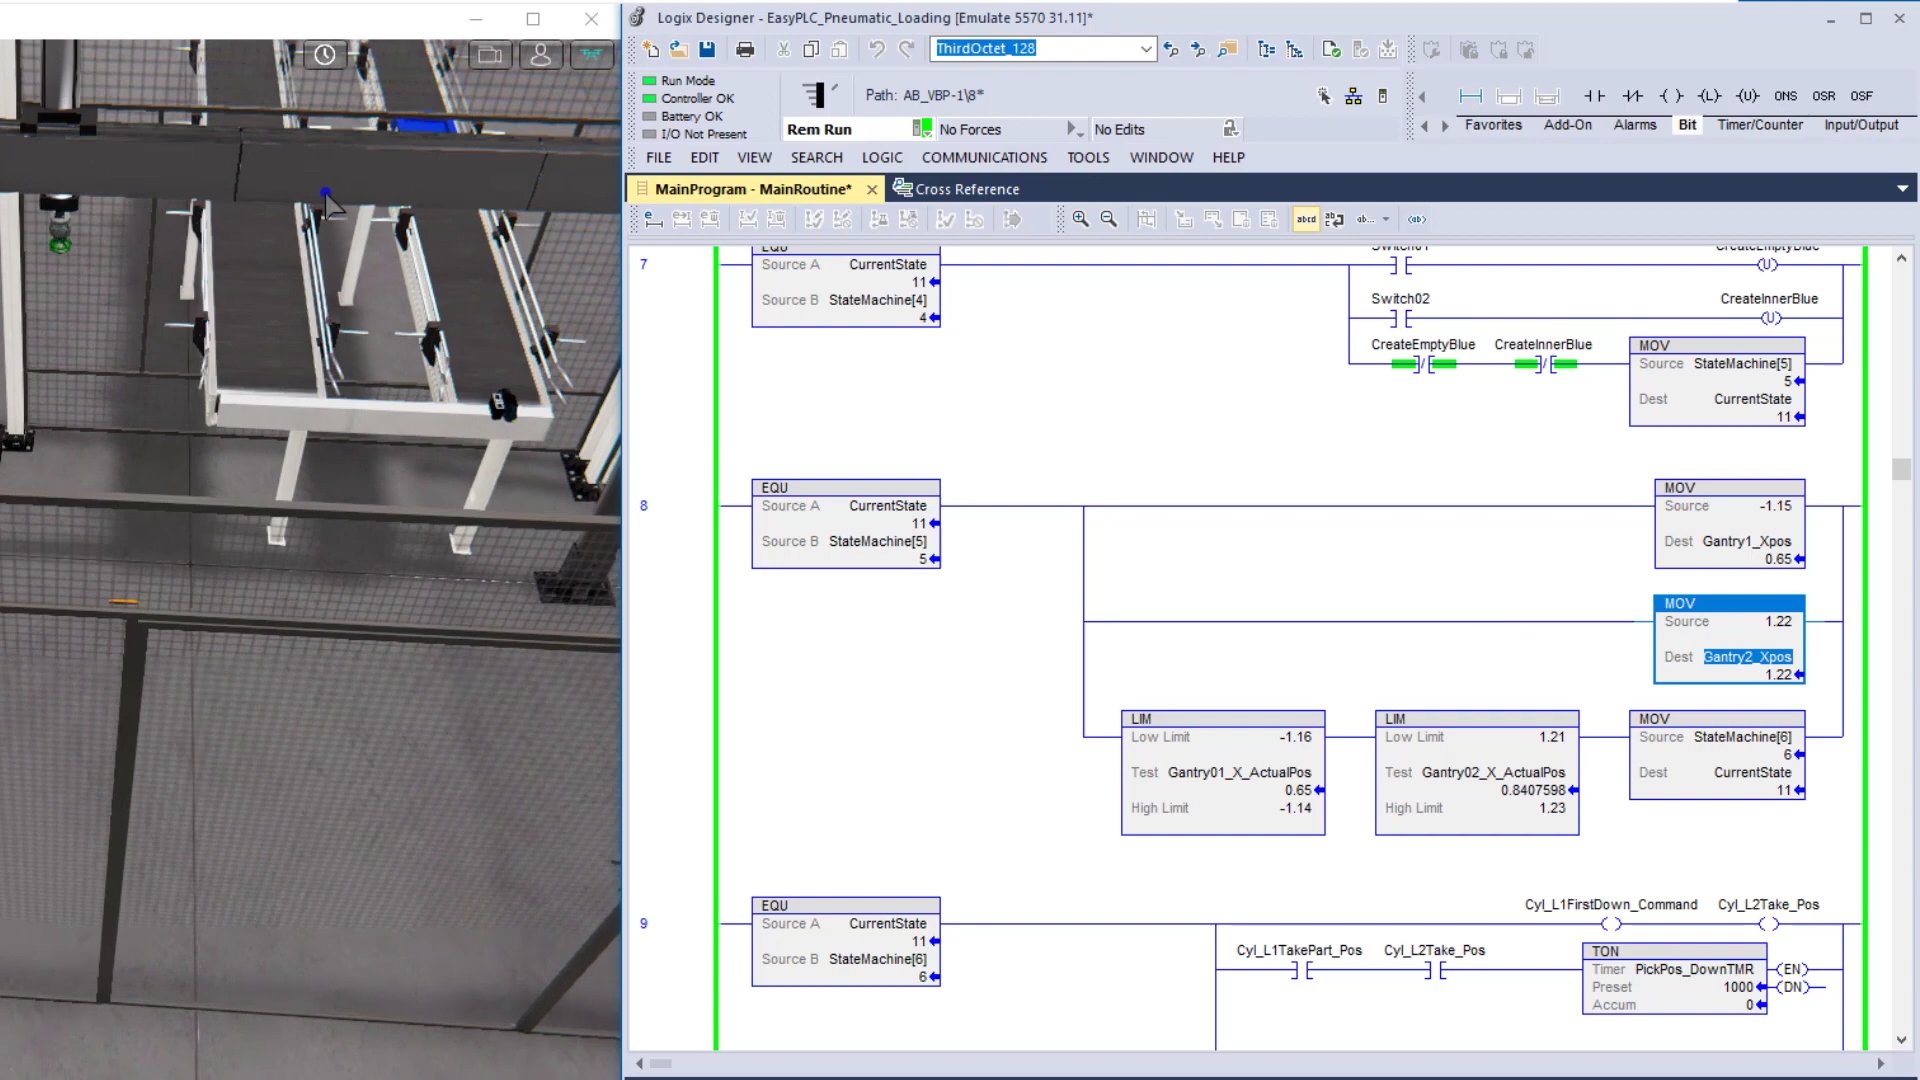 Logix Designer - EasyPLC_Pneumatic_Loading [Emulate 5570 31.11]*
ThirdOctet_128
Run Mode
Controller OK
Battery OK
I/O Not Present
Path: AB_VBP-1\8*
Rem Run
No Forces
No Edits
ONS OSR OSF
Favorites Add-On Alarms Bit Timer/Counter Input/Output
FILE EDIT VIEW SEARCH LOGIC COMMUNICATIONS TOOLS WINDOW HELP
MainProgram - MainRoutine*
Cross Reference
7
EQU
Source A CurrentState
11
Source B StateMachine[4]
4
Switch01
CreateEmptyBlue
(U)
Switch02
CreateInnerBlue
(U)
CreateEmptyBlue CreateInnerBlue
MOV
Source StateMachine[5]
5
Dest CurrentState
11
8
EQU
Source A CurrentState
11
Source B StateMachine[5]
5
MOV
Source -1.15
Dest Gantry1_Xpos
0.65
MOV
Source 1.22
Dest Gantry2_Xpos
1.22
LIM
Low Limit -1.16
Test Gantry01_X_ActualPos
0.65
High Limit -1.14
LIM
Low Limit 1.21
Test Gantry02_X_ActualPos
0.8407598
High Limit 1.23
MOV
Source StateMachine[6]
6
Dest CurrentState
11
9
EQU
Source A CurrentState
11
Source B StateMachine[6]
6
Cyl_L1FirstDown_Command Cyl_L2Take_Pos
Cyl_L1TakePart_Pos Cyl_L2Take_Pos
TON
Timer PickPos_DownTMR
Preset 1000
Accum 0
(EN)
(DN)